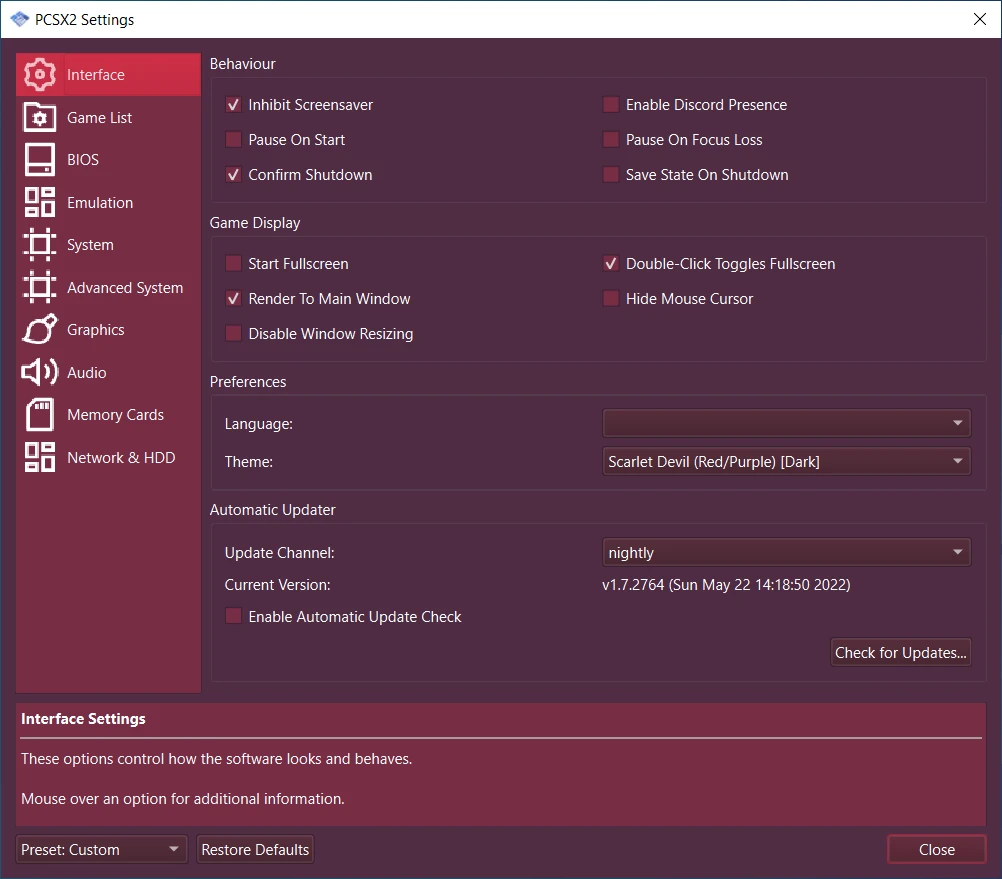 PCSX2 Settings
Interface
Game List
BIOS
Emulation
System
Advanced System
Graphics
Audio
Memory Cards
Network & HDD
Behaviour
Inhibit Screensaver
Enable Discord Presence
Pause On Start
Pause On Focus Loss
Confirm Shutdown
Save State On Shutdown
Game Display
Start Fullscreen
Double-Click Toggles Fullscreen
Render To Main Window
Hide Mouse Cursor
Disable Window Resizing
Preferences
Language:
Theme:
Scarlet Devil (Red/Purple) [Dark]
Automatic Updater
Update Channel:
nightly
Current Version:
v1.7.2764 (Sun May 22 14:18:50 2022)
Enable Automatic Update Check
Check for Updates...
Interface Settings
These options control how the software looks and behaves.
Mouse over an option for additional information.
Preset: Custom
Restore Defaults
Close